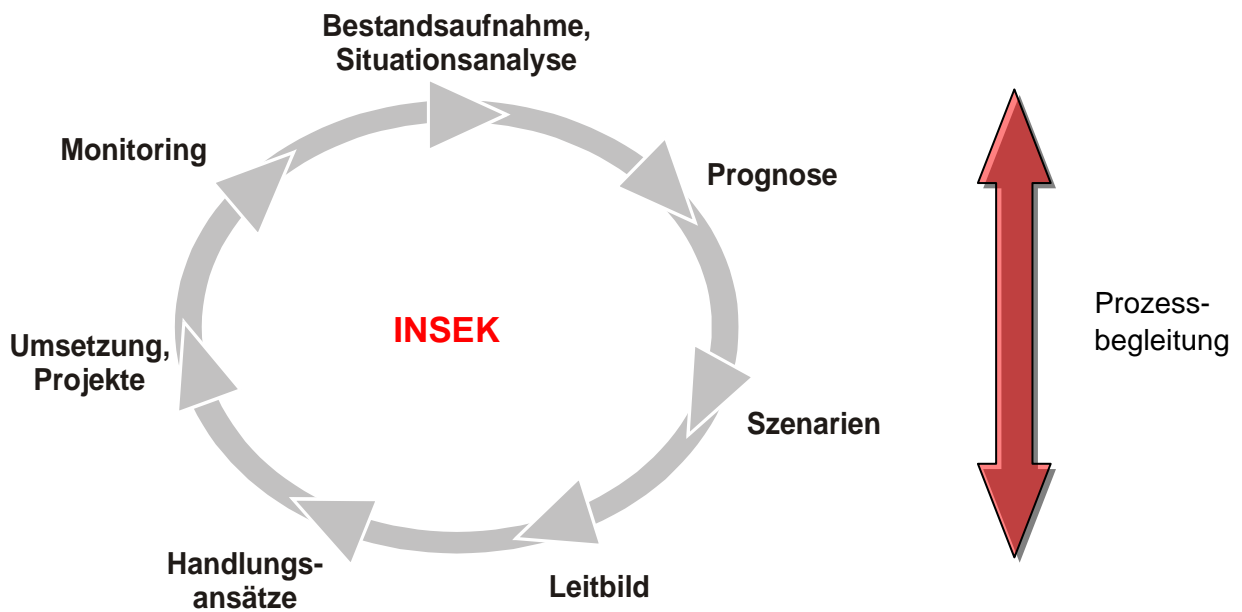 Bestandsaufnahme,
Situationsanalyse
Monitoring
Prognose
INSEK
Prozess-
begleitung
Umsetzung,
Projekte
Szenarien
Handlungs-
ansätze
Leitbild